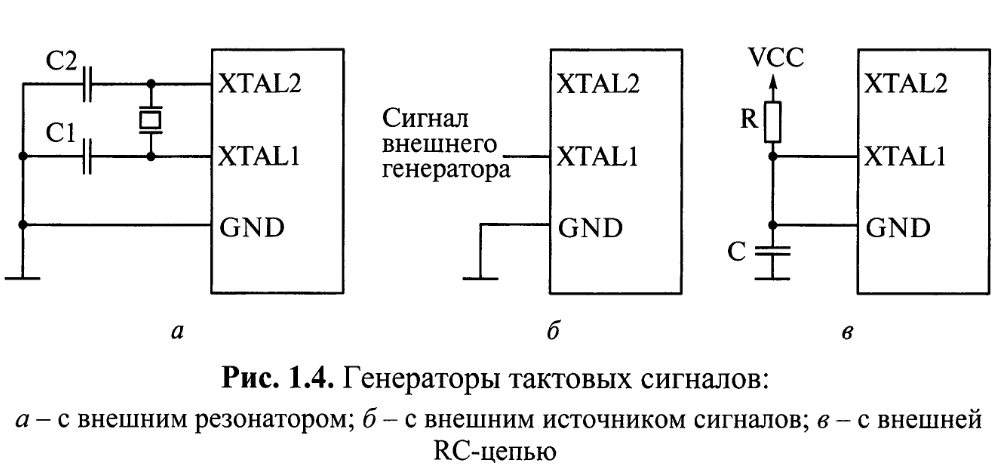 C2
XTAL2
C1
XTAL1
GND
а
XTAL2
Сигнал
внешнего
генератора
XTAL1
GND
б
VCC
XTAL2
R
XTAL1
GND
C
в
Рис. 1.4. Генераторы тактовых сигналов:
а – с внешним резонатором; б – с внешним источником сигналов; в – с внешней
RC-цепью